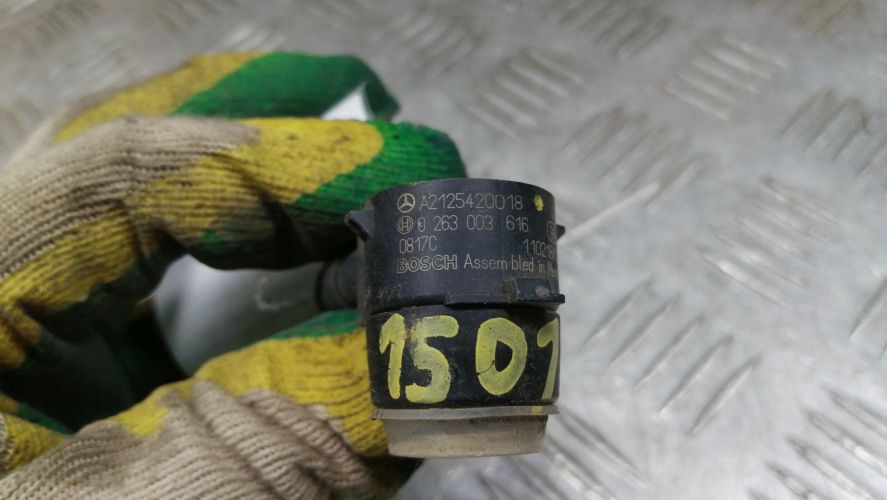 A2125420018
0 263 003 616
0817C
BOSCH Assembled in
1501